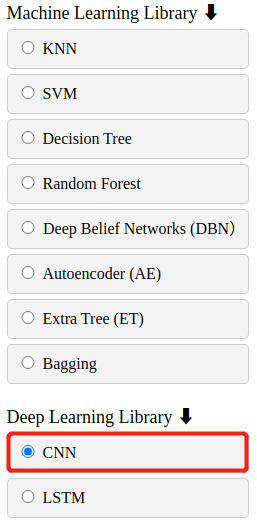 Machine Learning Library ⬇
KNN
SVM
Decision Tree
Random Forest
Deep Belief Networks (DBN）
Autoencoder (AE)
Extra Tree (ET)
Bagging
Deep Learning Library ⬇
CNN
LSTM